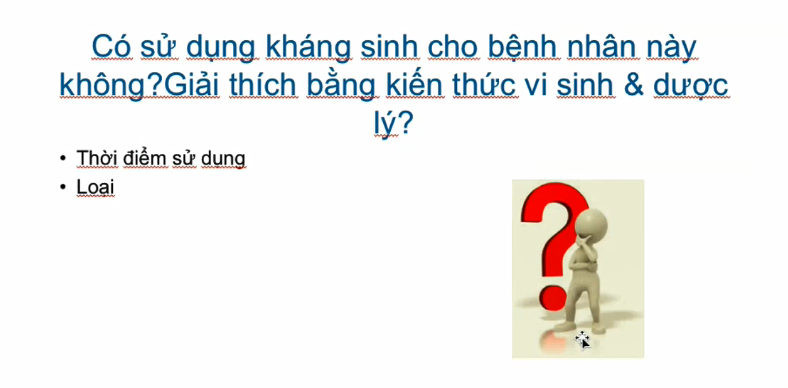 Có sử dụng kháng sinh cho bệnh nhân này
không?Giải thích bằng kiến thức vi sinh & dược
lý?
• Thời điểm sử dụng
• Loại